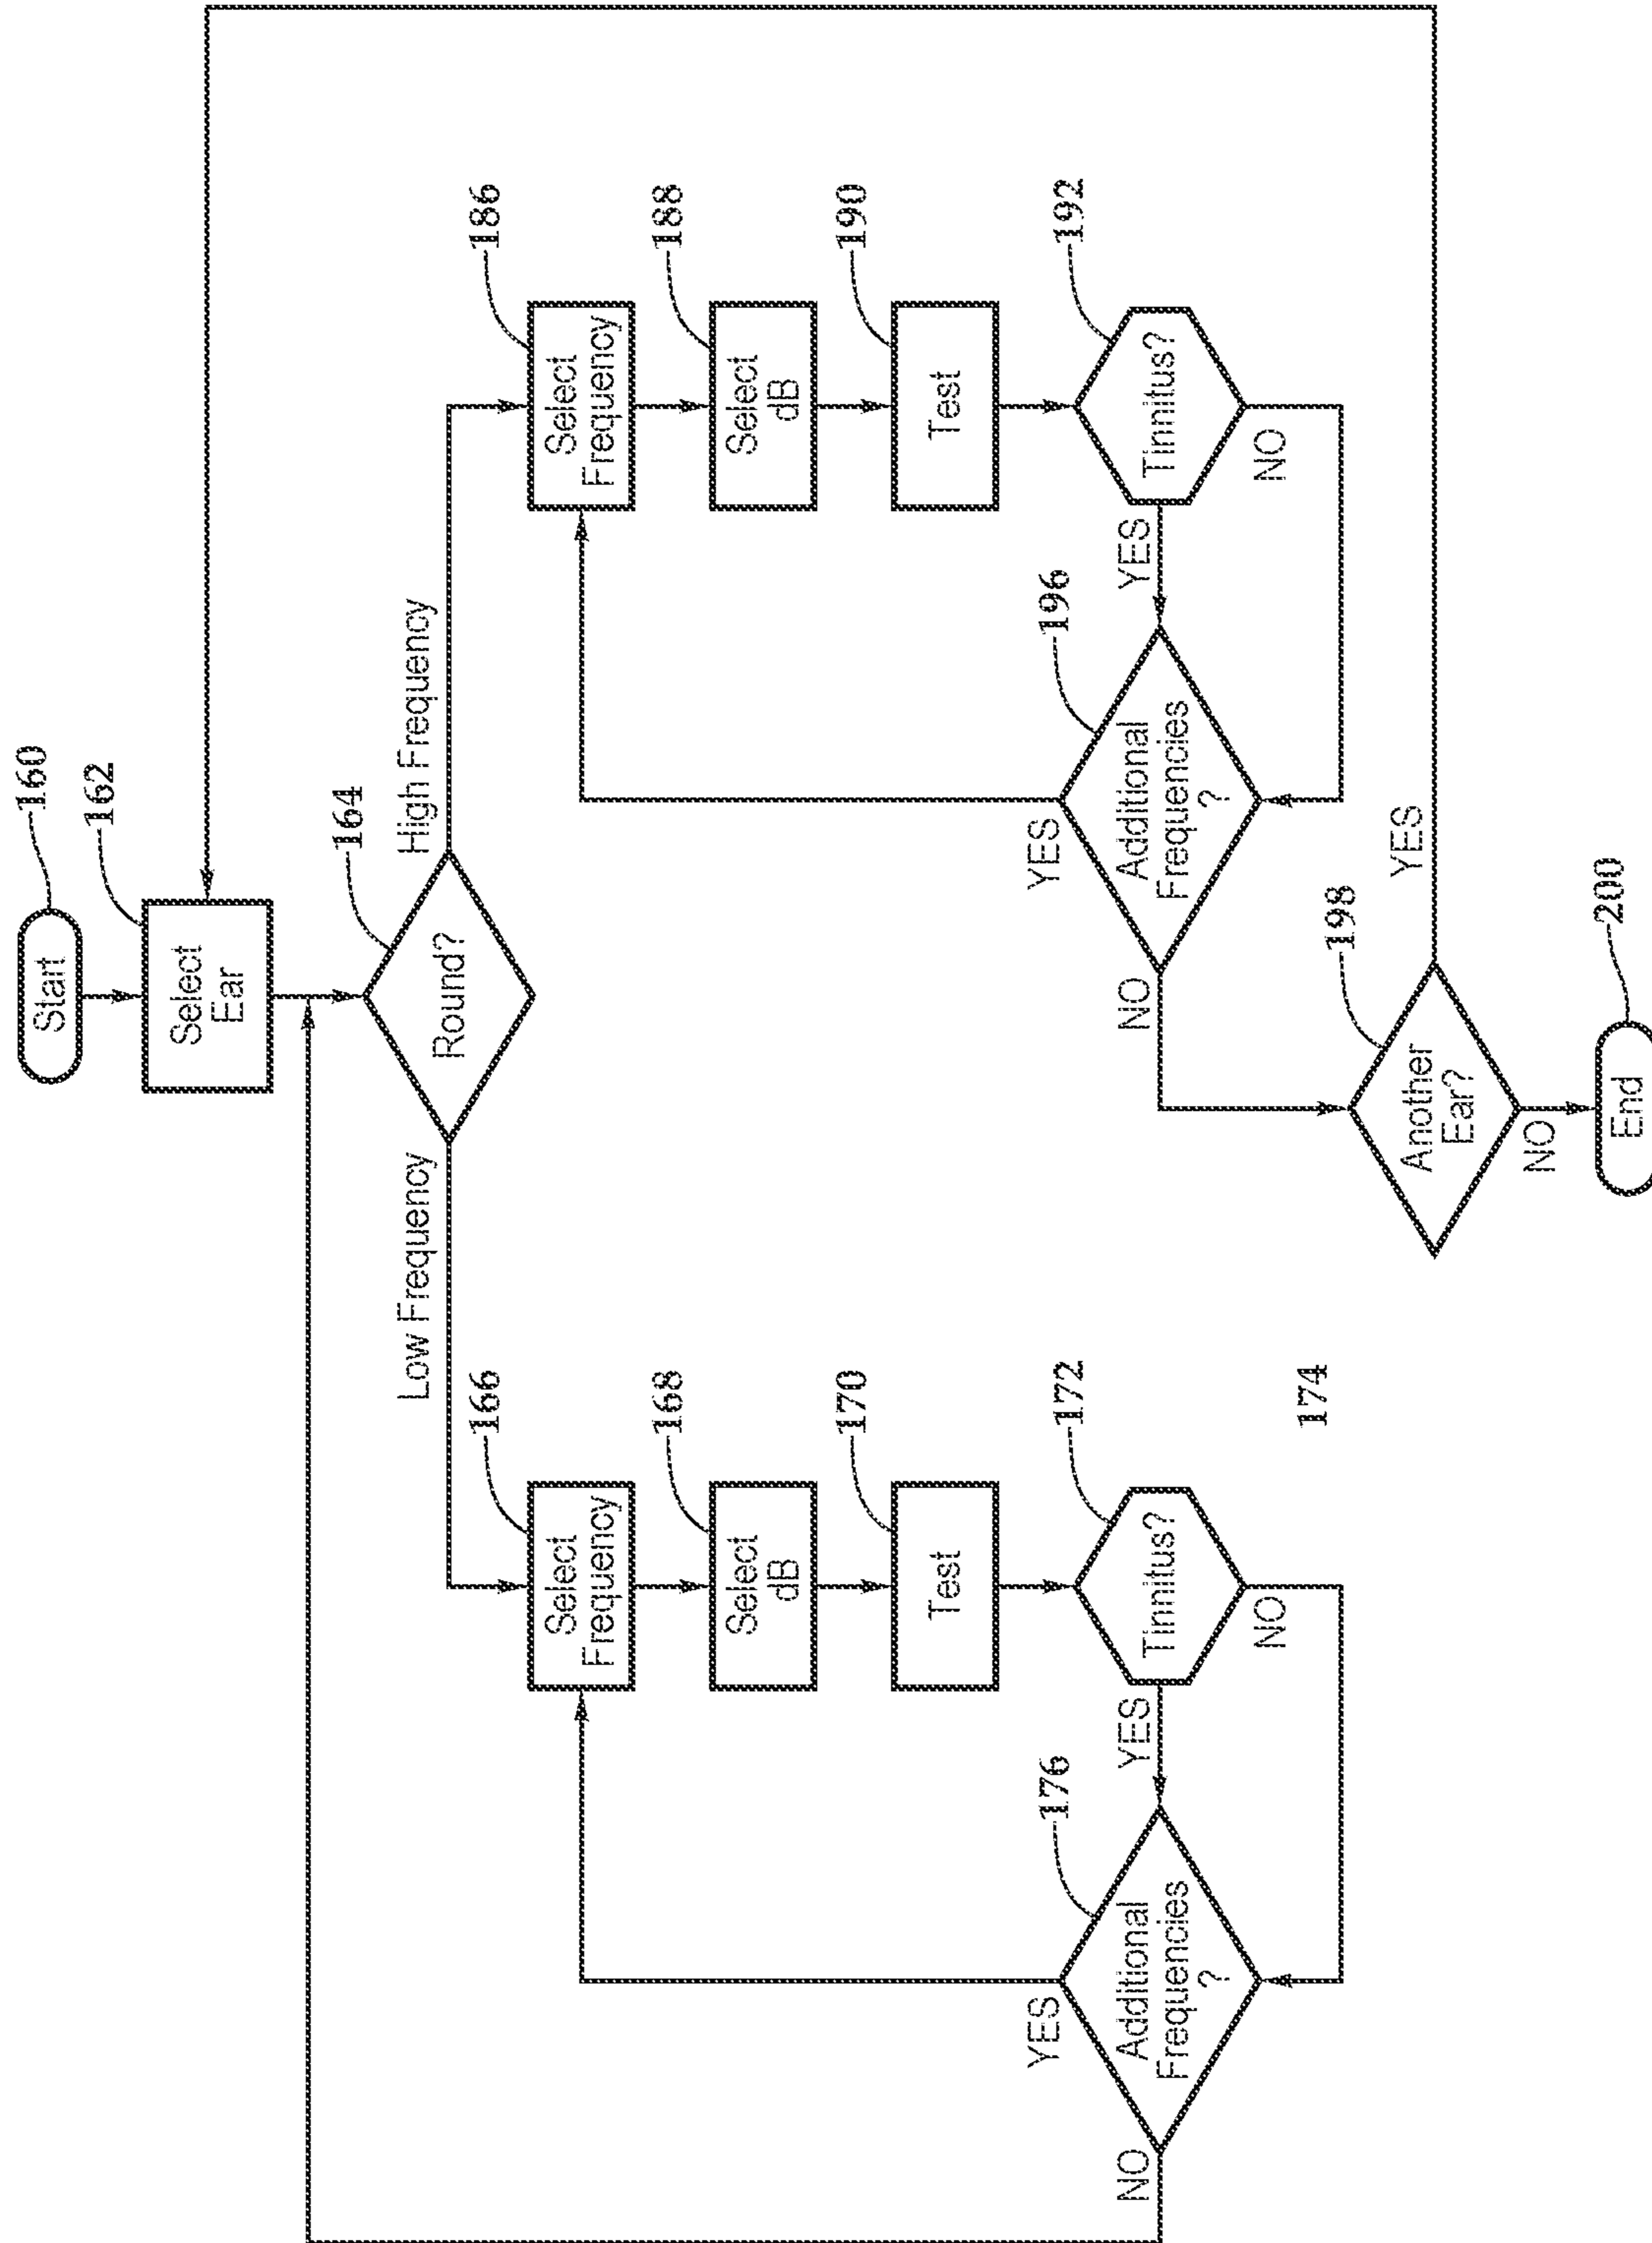 Start
160
Select
Ear
162
Round?
164
Low Frequency
High Frequency
Select
Frequency
166
Select
dB
168
Test
170
Tinnitus?
172
YES
NO
174
Additional
Frequencies
?
176
YES
NO
Select
Frequency
186
Select
dB
188
Test
190
Tinnitus?
192
YES
NO
Additional
Frequencies
?
196
YES
NO
Another
Ear?
198
YES
NO
End
200